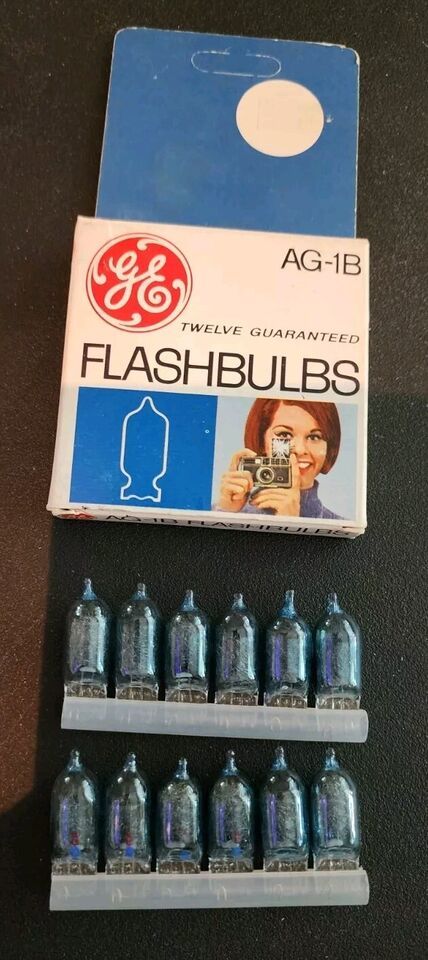 GE
AG-1B
TWELVE GUARANTEED
FLASHBULBS
AG-1B FLASHBULBS